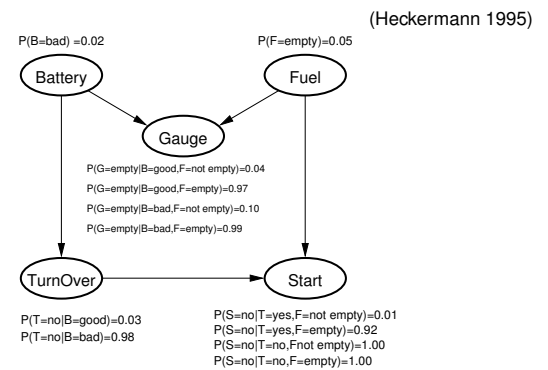 (Heckermann 1995)
P(B=bad) =0.02
P(F=empty)=0.05
Battery
Fuel
Gauge
P(G=empty|B=good,F=not empty)=0.04
P(G=empty|B=good,F=empty)=0.97
P(G=empty|B=bad,F=not empty)=0.10
P(G=empty|B=bad,F=empty)=0.99
TurnOver
Start
P(T=no|B=good)=0.03
P(T=no|B=bad)=0.98
P(S=no|T=yes,F=not empty)=0.01
P(S=no|T=yes,F=empty)=0.92
P(S=no|T=no,Fnot empty)=1.00
P(S=no|T=no,F=empty)=1.00